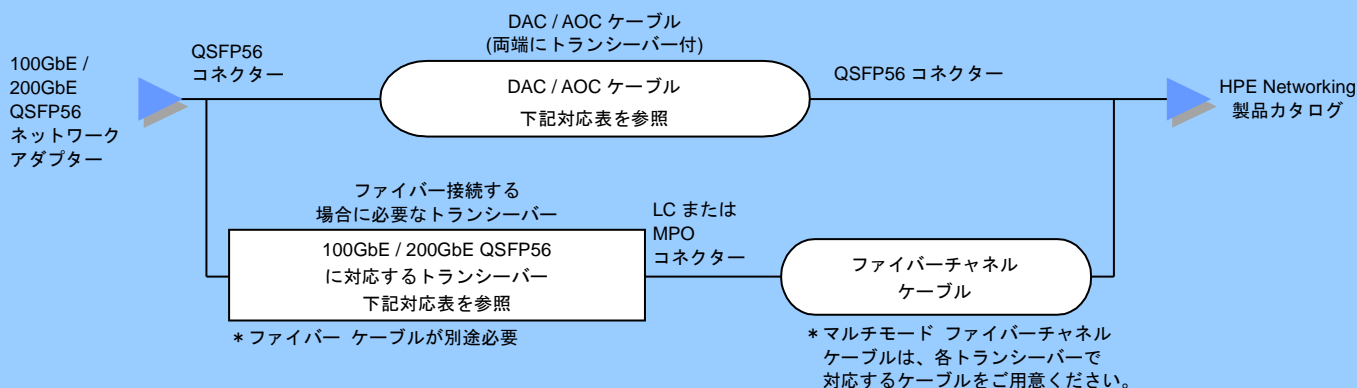 100GbE /
200GbE
QSFP56
ネットワーク
アダプター
QSFP56
コネクター
DAC / AOC ケーブル
(両端にトランシーバー付)
DAC / AOC ケーブル
下記対応表を参照
QSFP56 コネクター
HPE Networking
製品カタログ
ファイバー接続する
場合に必要なトランシーバー
100GbE / 200GbE QSFP56
に対応するトランシーバー
下記対応表を参照
＊ファイバー ケーブルが別途必要
LC または
MPO
コネクター
ファイバーチャネル
ケーブル
＊マルチモード ファイバーチャネル
ケーブルは、各トランシーバーで
対応するケーブルをご用意ください。